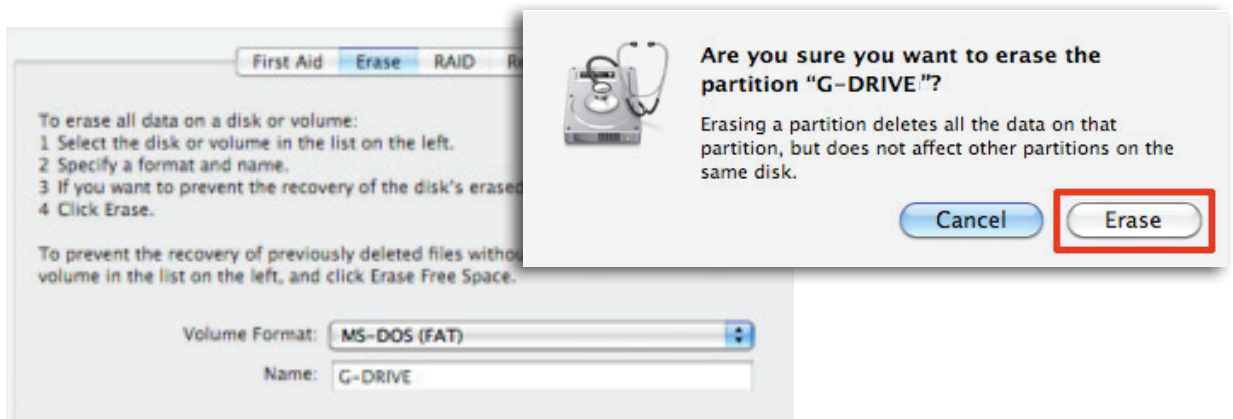 First Aid Erase RAID
To erase all data on a disk or volume:
1 Select the disk or volume in the list on the left.
2 Specify a format and name.
3 If you want to prevent the recovery of the disk's erased
4 Click Erase.
To prevent the recovery of previously deleted files
volume in the list on the left, and click Erase Free Space.
Volume Format: MS-DOS (FAT)
Name: G-DRIVE
Are you sure you want to erase the
partition “G-DRIVE”?
Erasing a partition deletes all the data on that
partition, but does not affect other partitions on the
same disk.
Cancel Erase